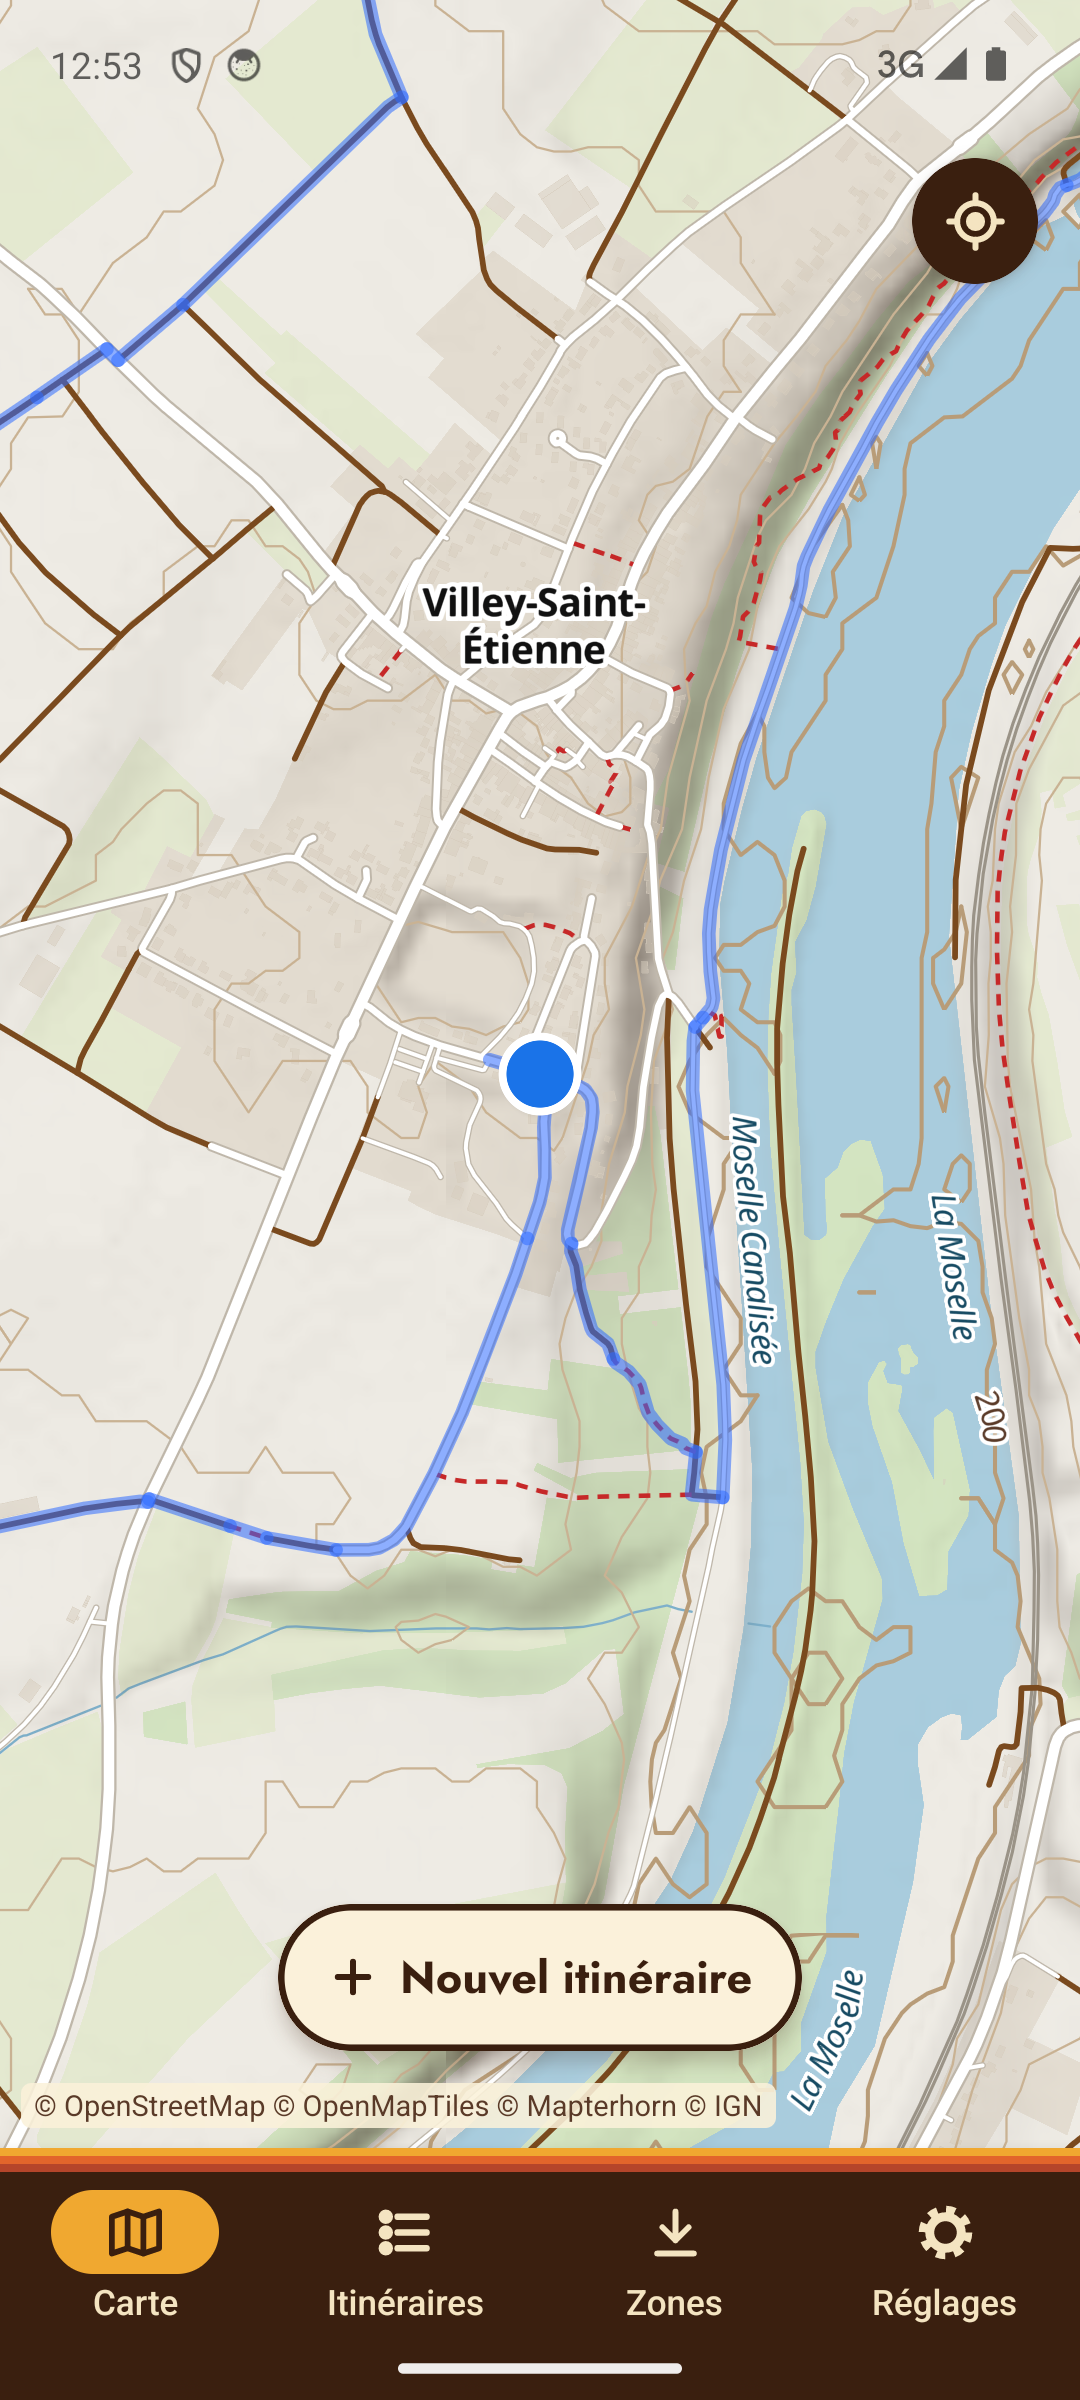 12:53
3G
Villey-Saint-
Étienne
Moselle Canalisée
La Moselle
200
La Moselle
Nouvel itinéraire
© OpenStreetMap © OpenMapTiles © Mapterhorn © IGN
Carte
Itinéraires
Zones
Réglages